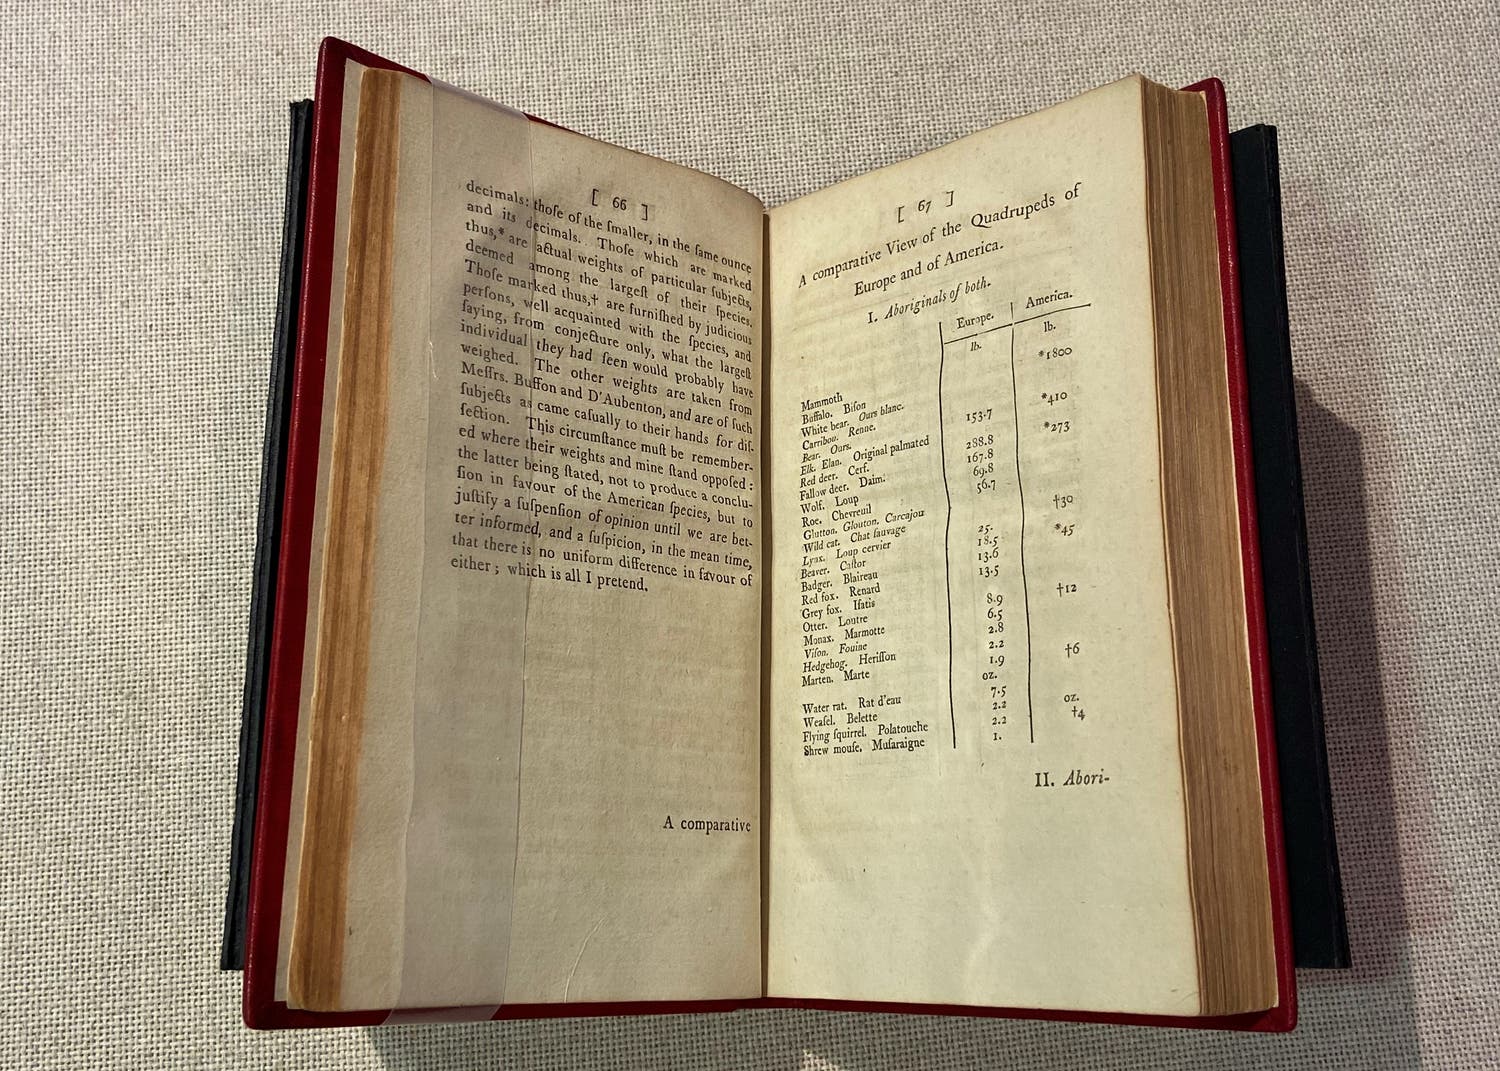 [ 66 ]
decimals: thoſe of the ſmaller, in the ſame ounce
and its decimals. Thoſe which are marked
thus,* are actual weights of particular ſubjects,
deemed among the largeſt of their ſpecies.
Thoſe marked thus,† are furniſhed by judicious
perſons, well acquainted with the ſpecies, and
ſaying, from conjecture only, what the largeſt
individual they had ſeen would probably have
weighed. The other weights are taken from
Meſſrs. Buffon and D'Aubenton, and are of ſuch
ſubjects as came caſually to their hands for diſ-
ſection. This circumſtance muſt be remember-
ed where their weights and mine ſtand oppoſed:
the latter being ſtated, not to produce a conclu-
ſion in favour of the American ſpecies, but to
juſtify a ſuſpenſion of opinion until we are bet-
ter informed, and a ſuſpicion, in the mean time,
that there is no uniform difference in favour of
either; which is all I pretend.
A comparative
[ 67 ]
A comparative View of the Quadrupeds of
Europe and of America.
I. Aboriginals of both.
Europe. America.
lb. lb.
Mammoth
Buffalo. Biſon *1800
White bear. Ours blanc.
Carribou. Renne.
Bear. Ours. 153.7 *410
Elk. Elan. Original palmated
Red deer. Cerf. 288.8 *273
Fallow deer. Daim. 167.8
Wolf. Loup 69.8
Roe. Chevreuil 56.7
Glutton. Glouton. Carcajou
Wild cat. Chat ſauvage †30
Lynx. Loup cervier 25.
Beaver. Caſtor 18.5 *45
Badger. Blaireau 13.6
Red fox. Renard 13.5
Grey fox. Iſatis
Otter. Loutre 8.9 †12
Monax. Marmotte 6.5
Viſon. Fouine 2.8
Hedgehog. Heriſſon 2.2
Marten. Marte 1.9 †6
oz.
Water rat. Rat d'eau 7.5
Weaſel. Belette 2.2 oz.
Flying ſquirrel. Polatouche 2.2 †4
Shrew mouſe. Muſaraigne 1.
II. Abori-